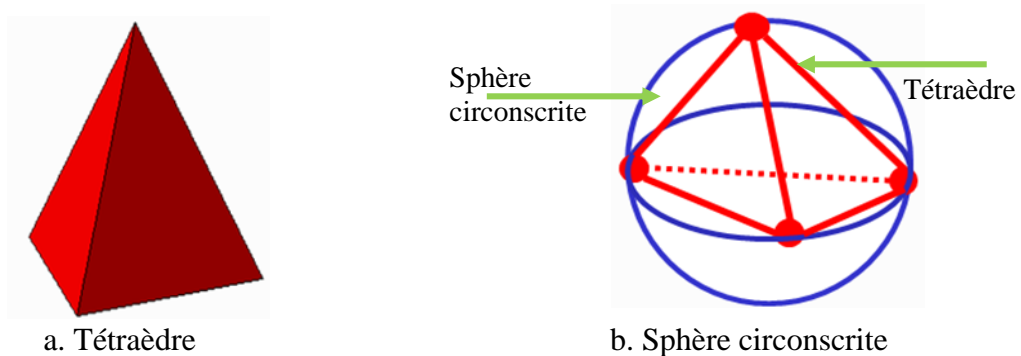 Sphère
circonscrite
Tétraèdre
a. Tétraèdre
b. Sphère circonscrite